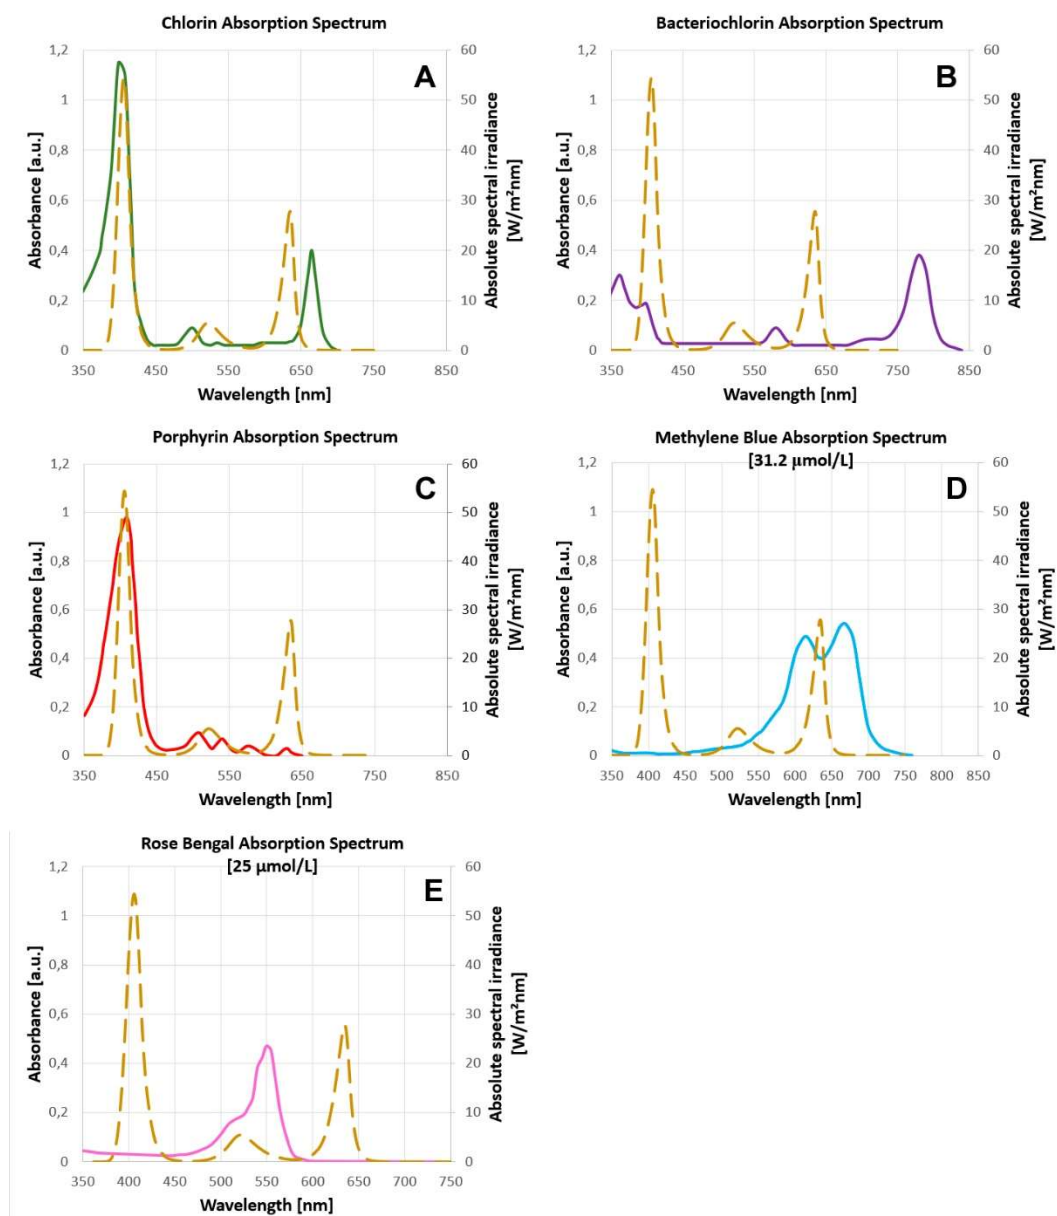 Chlorin Absorption Spectrum
A
1,2
1
0,8
0,6
0,4
0,2
0
60
50
40
30
20
10
0
350 450 550 650 750 850
Absorbance [a.u.]
Absolute spectral irradiance
[W/m²nm]
Wavelength [nm]
Bacteriochlorin Absorption Spectrum
B
1,2
1
0,8
0,6
0,4
0,2
0
60
50
40
30
20
10
0
350 450 550 650 750 850
Absorbance [a.u.]
Absolute spectral irradiance
[W/m²nm]
Wavelength [nm]
Porphyrin Absorption Spectrum
C
1,2
1
0,8
0,6
0,4
0,2
0
60
50
40
30
20
10
0
350 450 550 650 750 850
Absorbance [a.u.]
Absolute spectral irradiance
[W/m²nm]
Wavelength [nm]
Methylene Blue Absorption Spectrum
[31.2 µmol/L]
D
1,2
1
0,8
0,6
0,4
0,2
0
60
50
40
30
20
10
0
350 400 450 500 550 600 650 700 750 800 850
Absorbance [a.u.]
Absolute spectral irradiance
[W/m²nm]
Wavelength [nm]
Rose Bengal Absorption Spectrum
[25 µmol/L]
E
1,2
1
0,8
0,6
0,4
0,2
0
60
50
40
30
20
10
0
350 400 450 500 550 600 650 700 750
Absorbance [a.u.]
Absolute spectral irradiance
[W/m²nm]
Wavelength [nm]